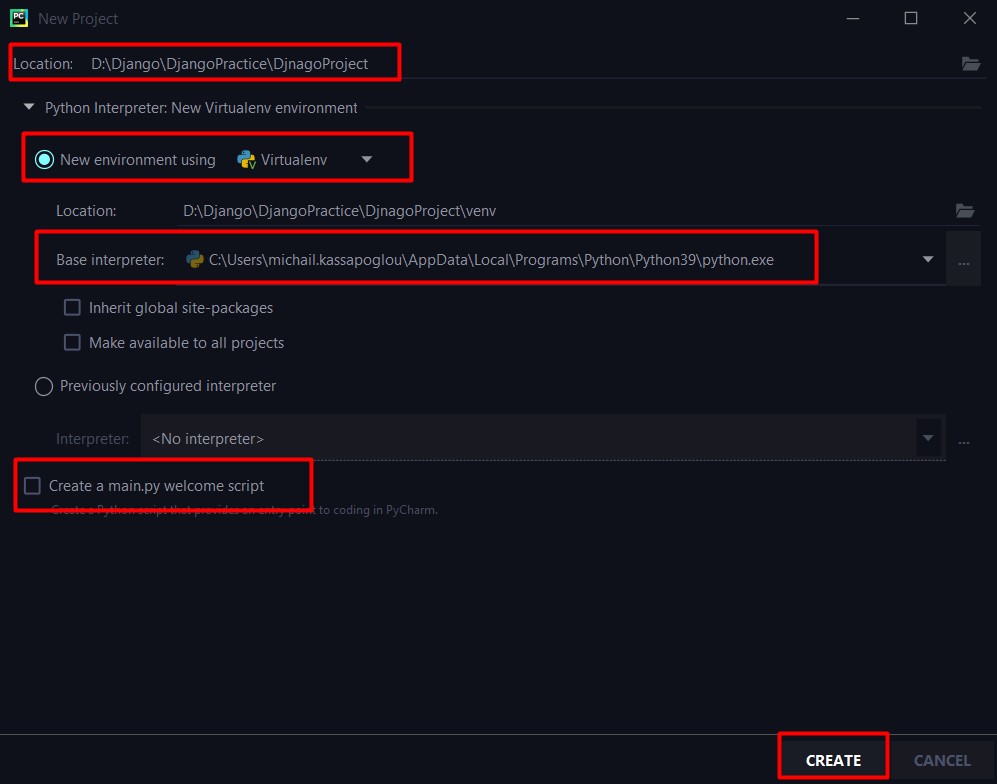 PC New Project
Location: D:\Django\DjangoPractice\DjnagoProject
Python Interpreter: New Virtualenv environment
New environment using Virtualenv
Location: D:\Django\DjangoPractice\DjnagoProject\venv
Base interpreter: C:\Users\michail.kassapoglou\AppData\Local\Programs\Python\Python39\python.exe ...
Inherit global site-packages
Make available to all projects
Previously configured interpreter
Interpreter: <No interpreter> ...
Create a main.py welcome script
Create a Python script that provides an entry point to coding in PyCharm.
CREATE CANCEL